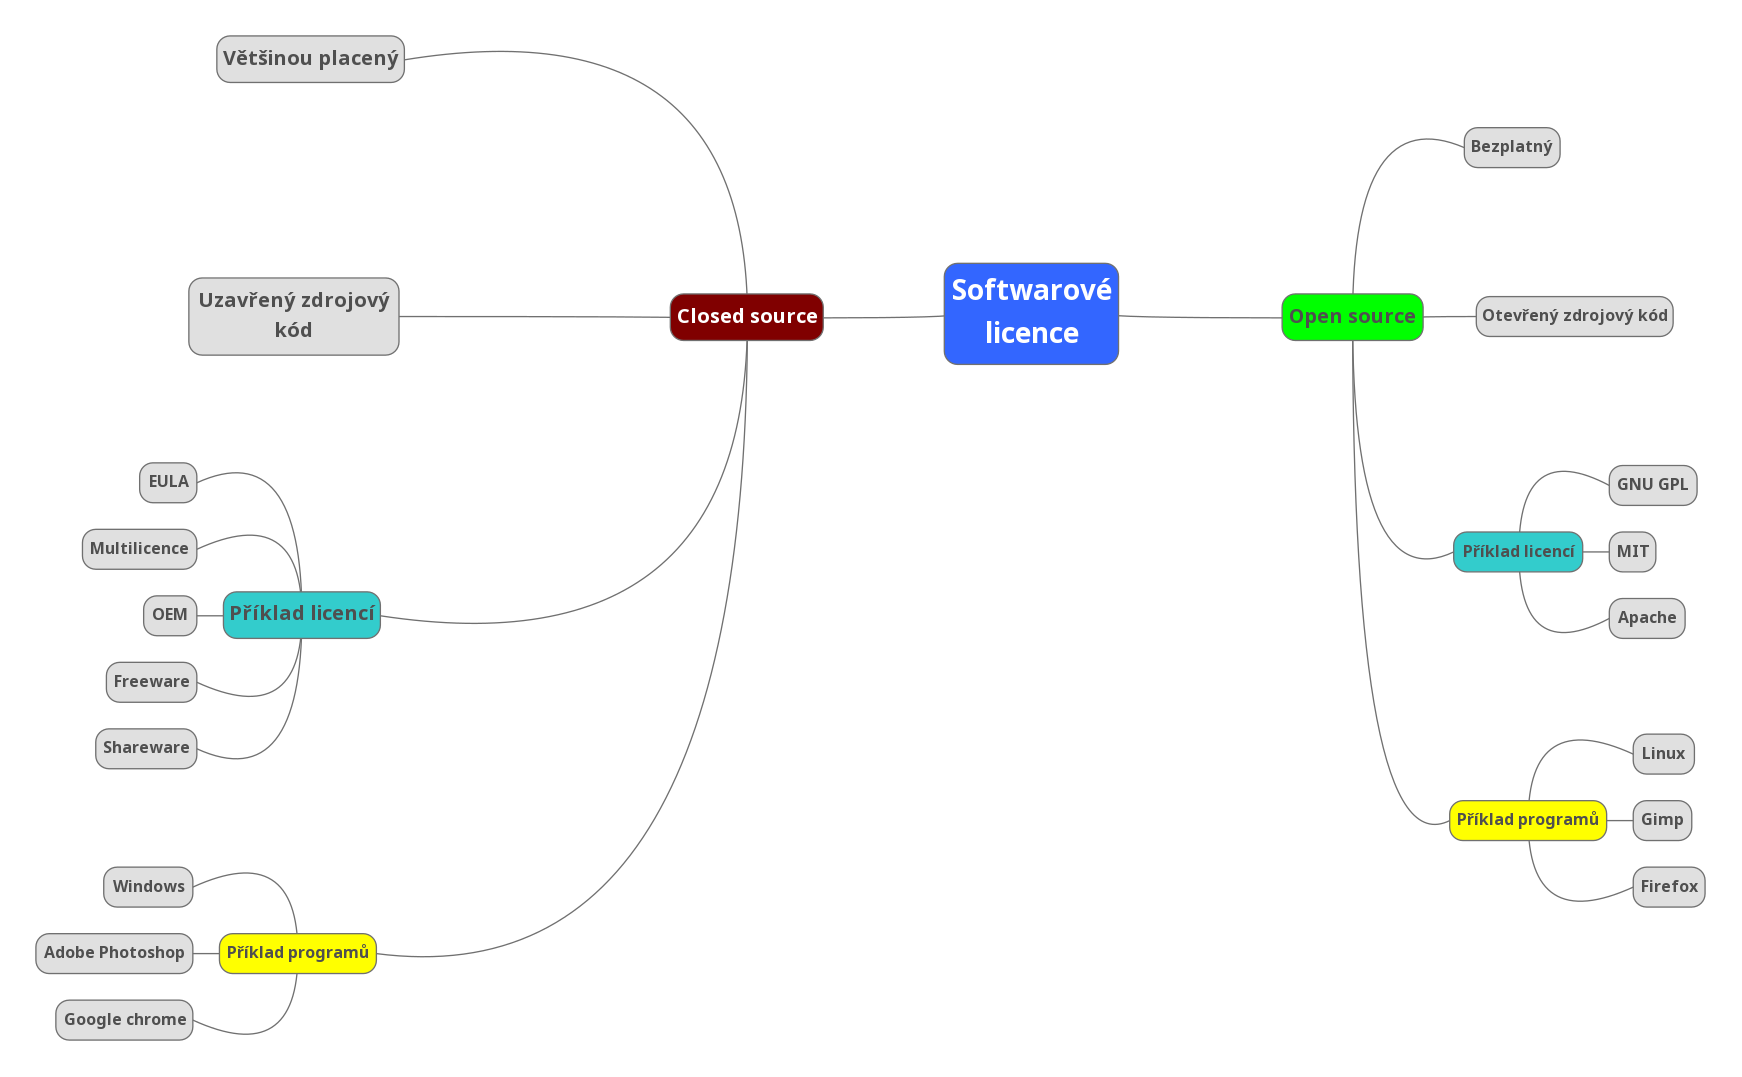 Softwarové
licence
Closed source
Většinou placený
Uzavřený zdrojový
kód
Příklad licencí
EULA
Multilicence
OEM
Freeware
Shareware
Příklad programů
Windows
Adobe Photoshop
Google chrome
Open source
Bezplatný
Otevřený zdrojový kód
Příklad licencí
GNU GPL
MIT
Apache
Příklad programů
Linux
Gimp
Firefox